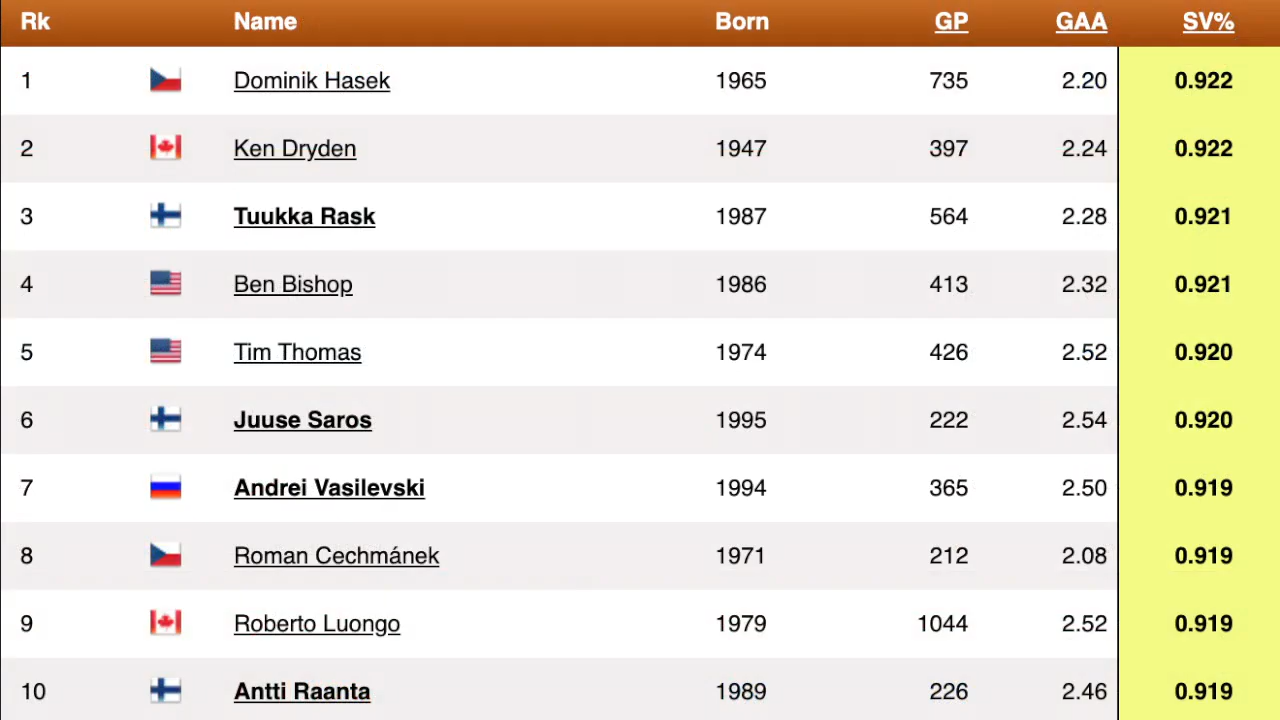 Rk Name Born GP GAA SV%
1 Dominik Hasek 1965 735 2.20 0.922
2 Ken Dryden 1947 397 2.24 0.922
3 Tuukka Rask 1987 564 2.28 0.921
4 Ben Bishop 1986 413 2.32 0.921
5 Tim Thomas 1974 426 2.52 0.920
6 Juuse Saros 1995 222 2.54 0.920
7 Andrei Vasilevski 1994 365 2.50 0.919
8 Roman Cechmánek 1971 212 2.08 0.919
9 Roberto Luongo 1979 1044 2.52 0.919
10 Antti Raanta 1989 226 2.46 0.919